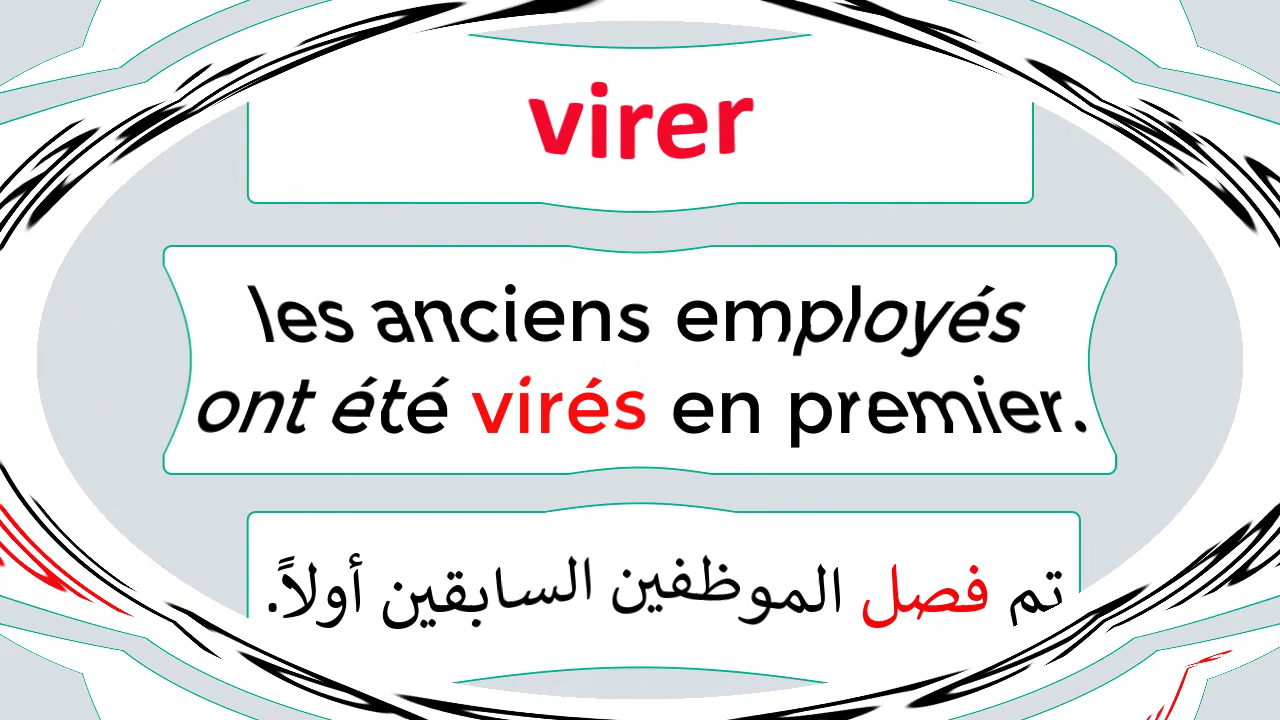 virer
les anciens employés
ont été virés en premier.
تم فصل الموظفين السابقين أولاً.